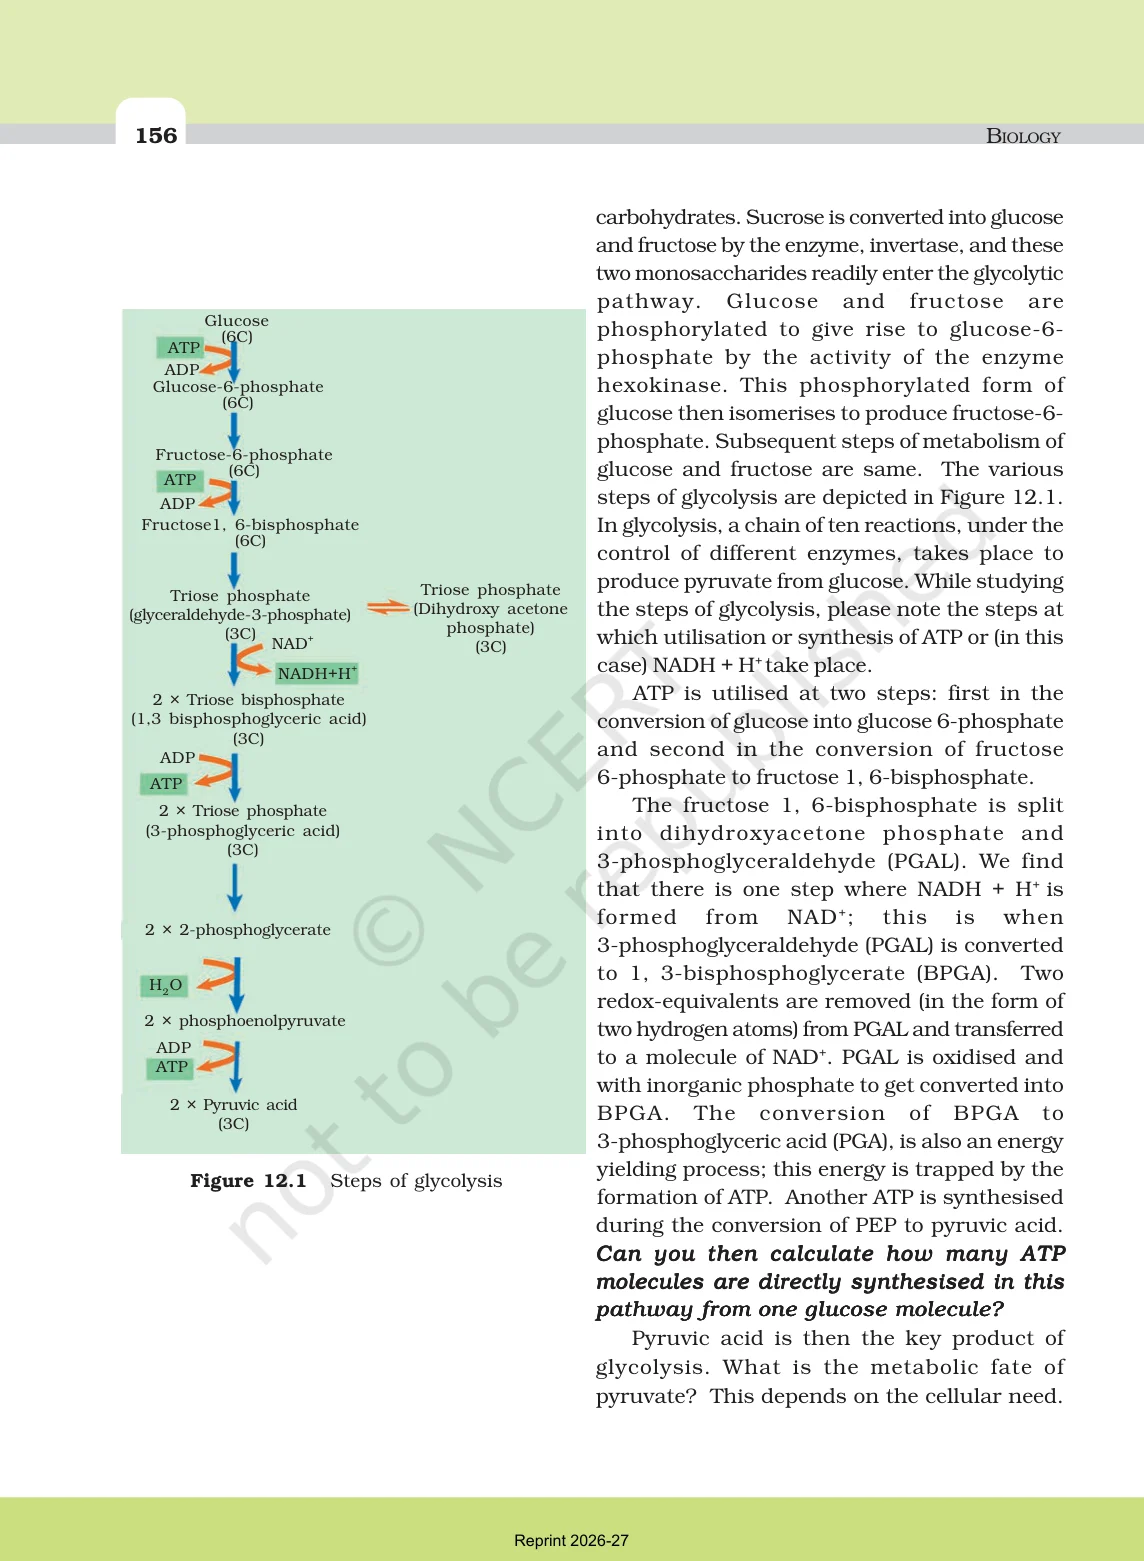 156
BIOLOGY
Glucose
(6C)
ATP
ADP
Glucose-6-phosphate
(6C)
Fructose-6-phosphate
(6C)
ATP
ADP
Fructose1, 6-bisphosphate
(6C)
Triose phosphate
(glyceraldehyde-3-phosphate)
(3C)
Triose phosphate
(Dihydroxy acetone
phosphate)
(3C)
NAD⁺
NADH+H⁺
2 × Triose bisphosphate
(1,3 bisphosphoglyceric acid)
(3C)
ADP
ATP
2 × Triose phosphate
(3-phosphoglyceric acid)
(3C)
2 × 2-phosphoglycerate
H₂O
2 × phosphoenolpyruvate
ADP
ATP
2 × Pyruvic acid
(3C)
Figure 12.1 Steps of glycolysis
carbohydrates. Sucrose is converted into glucose
and fructose by the enzyme, invertase, and these
two monosaccharides readily enter the glycolytic
pathway. Glucose and fructose are
phosphorylated to give rise to glucose-6-
phosphate by the activity of the enzyme
hexokinase. This phosphorylated form of
glucose then isomerises to produce fructose-6-
phosphate. Subsequent steps of metabolism of
glucose and fructose are same. The various
steps of glycolysis are depicted in Figure 12.1.
In glycolysis, a chain of ten reactions, under the
control of different enzymes, takes place to
produce pyruvate from glucose. While studying
the steps of glycolysis, please note the steps at
which utilisation or synthesis of ATP or (in this
case) NADH + H⁺ take place.
ATP is utilised at two steps: first in the
conversion of glucose into glucose 6-phosphate
and second in the conversion of fructose
6-phosphate to fructose 1, 6-bisphosphate.
The fructose 1, 6-bisphosphate is split
into dihydroxyacetone phosphate and
3-phosphoglyceraldehyde (PGAL). We find
that there is one step where NADH + H⁺ is
formed from NAD⁺; this is when
3-phosphoglyceraldehyde (PGAL) is converted
to 1, 3-bisphosphoglycerate (BPGA). Two
redox-equivalents are removed (in the form of
two hydrogen atoms) from PGAL and transferred
to a molecule of NAD⁺. PGAL is oxidised and
with inorganic phosphate to get converted into
BPGA. The conversion of BPGA to
3-phosphoglyceric acid (PGA), is also an energy
yielding process; this energy is trapped by the
formation of ATP. Another ATP is synthesised
during the conversion of PEP to pyruvic acid.
Can you then calculate how many ATP
molecules are directly synthesised in this
pathway from one glucose molecule?
Pyruvic acid is then the key product of
glycolysis. What is the metabolic fate of
pyruvate? This depends on the cellular need.
© NCERT
not to be republished
Reprint 2026-27